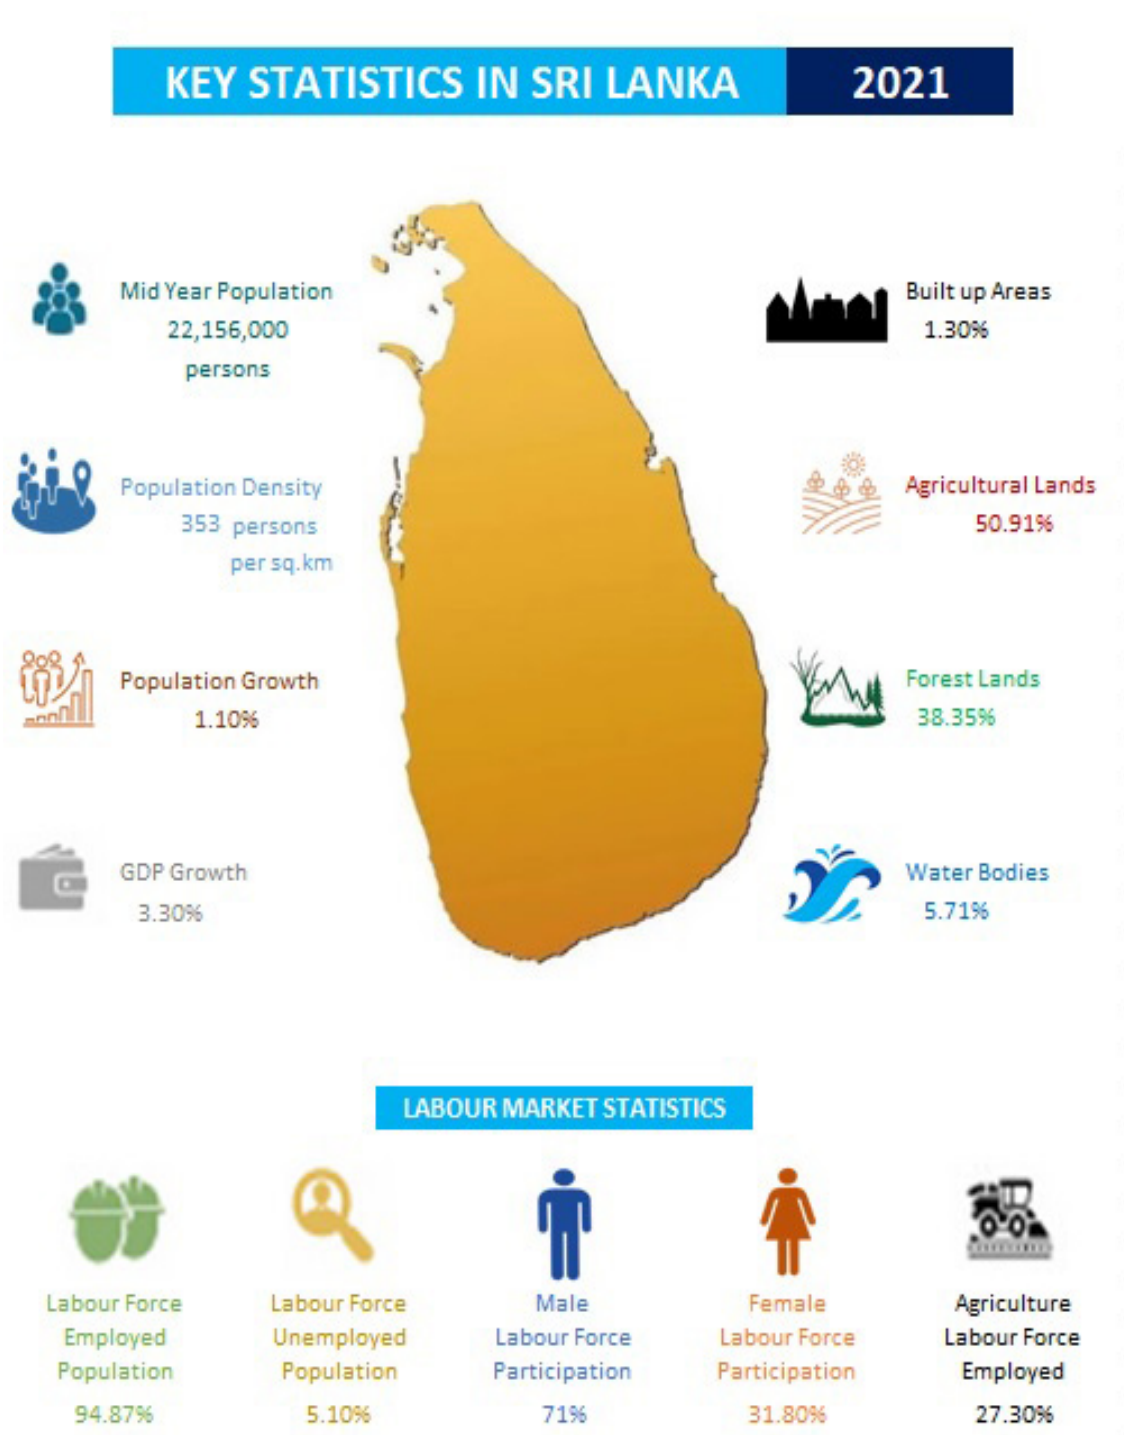 KEY STATISTICS IN SRI LANKA 2021
Mid Year Population
22,156,000
persons
Population Density
353 persons
per sq.km
Population Growth
1.10%
GDP Growth
3.30%
Built up Areas
1.30%
Agricultural Lands
50.91%
Forest Lands
38.35%
Water Bodies
5.71%
LABOUR MARKET STATISTICS
Labour Force
Employed
Population
94.87%
Labour Force
Unemployed
Population
5.10%
Male
Labour Force
Participation
71%
Female
Labour Force
Participation
31.80%
Agriculture
Labour Force
Employed
27.30%